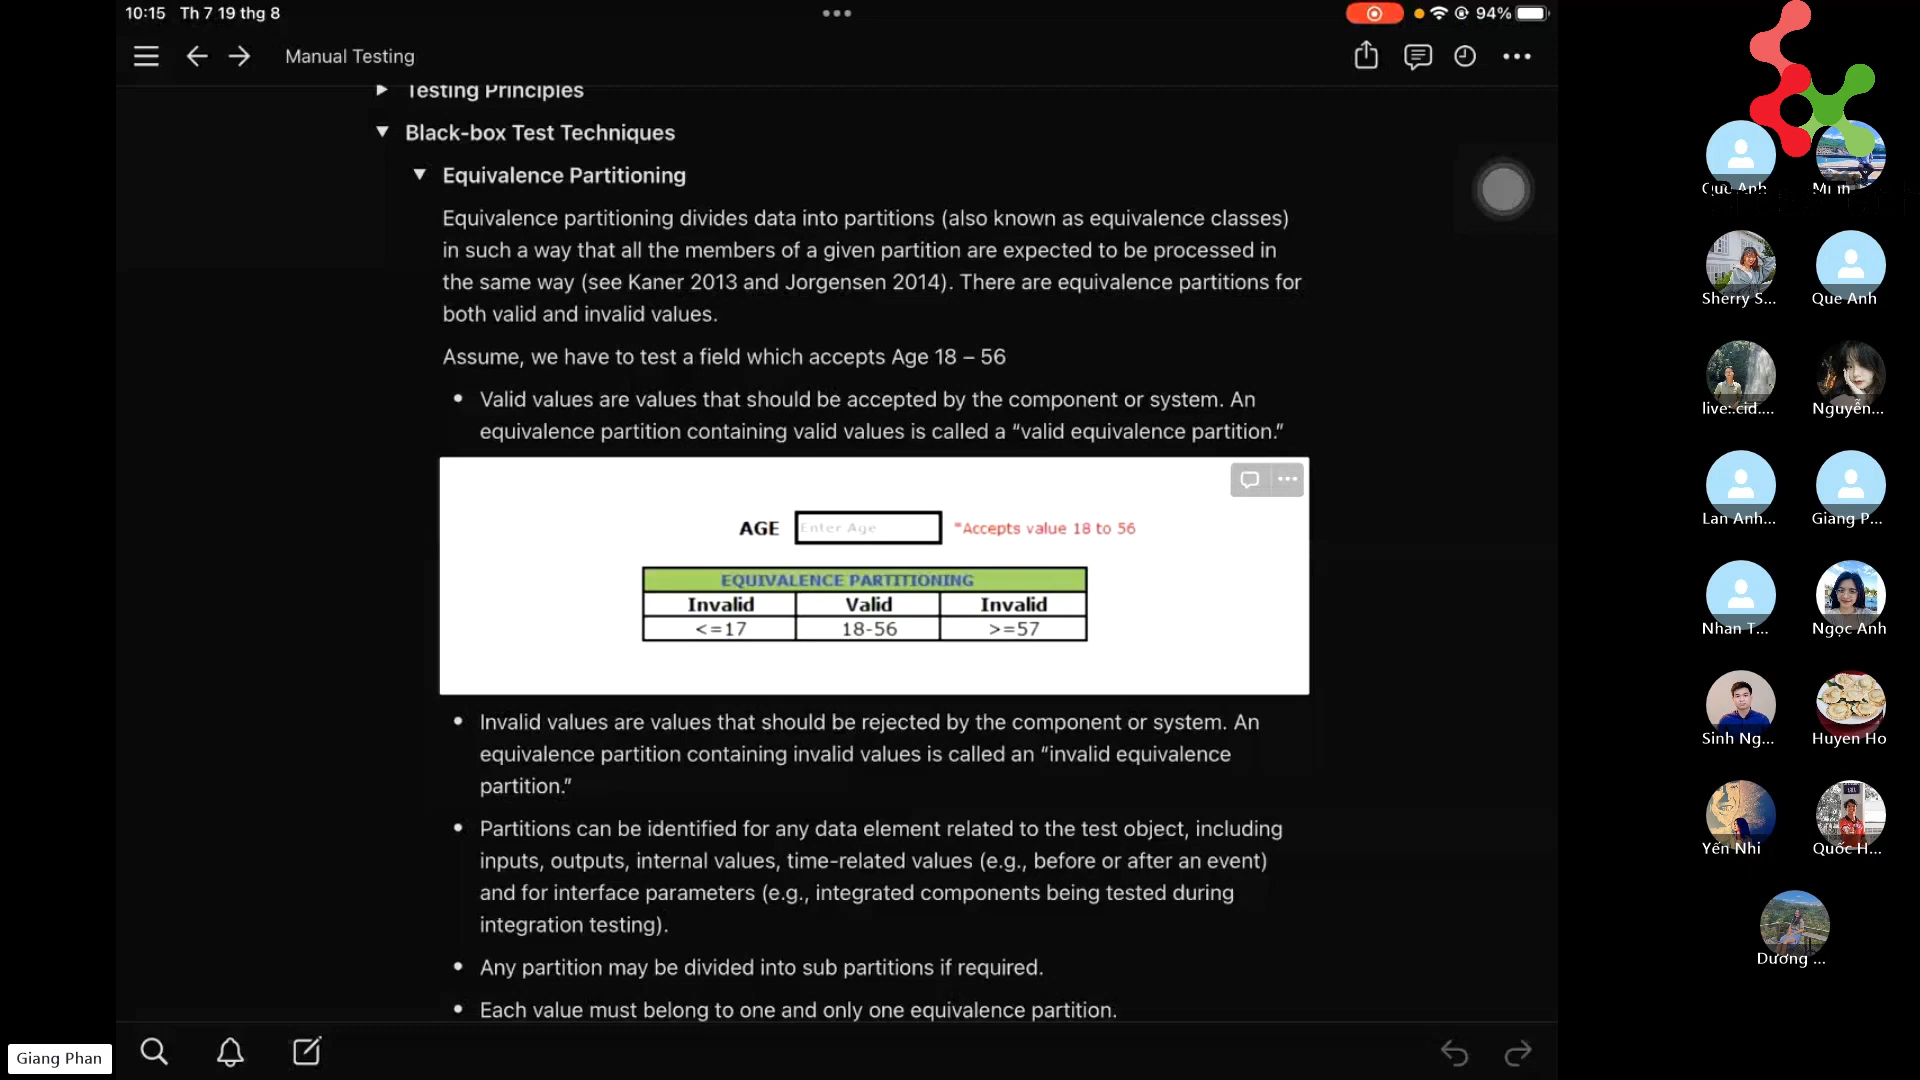 10:15 Th 7 19 thg 8
94%
Manual Testing
Testing Principles
Black-box Test Techniques
Equivalence Partitioning
Equivalence partitioning divides data into partitions (also known as equivalence classes)
in such a way that all the members of a given partition are expected to be processed in
the same way (see Kaner 2013 and Jorgensen 2014). There are equivalence partitions for
both valid and invalid values.
Assume, we have to test a field which accepts Age 18 – 56
• Valid values are values that should be accepted by the component or system. An
equivalence partition containing valid values is called a “valid equivalence partition.”
AGE Enter Age *Accepts value 18 to 56
EQUIVALENCE PARTITIONING
Invalid Valid Invalid
<=17 18-56 >=57
• Invalid values are values that should be rejected by the component or system. An
equivalence partition containing invalid values is called an “invalid equivalence
partition.”
• Partitions can be identified for any data element related to the test object, including
inputs, outputs, internal values, time-related values (e.g., before or after an event)
and for interface parameters (e.g., integrated components being tested during
integration testing).
• Any partition may be divided into sub partitions if required.
• Each value must belong to one and only one equivalence partition.
Giang Phan
Sherry S... Que Anh
live:.cid.... Nguyễn...
Lan Anh... Giang P...
Nhan T... Ngọc Anh
Sinh Ng... Huyen Ho
Yến Nhi Quốc H...
Dương ...